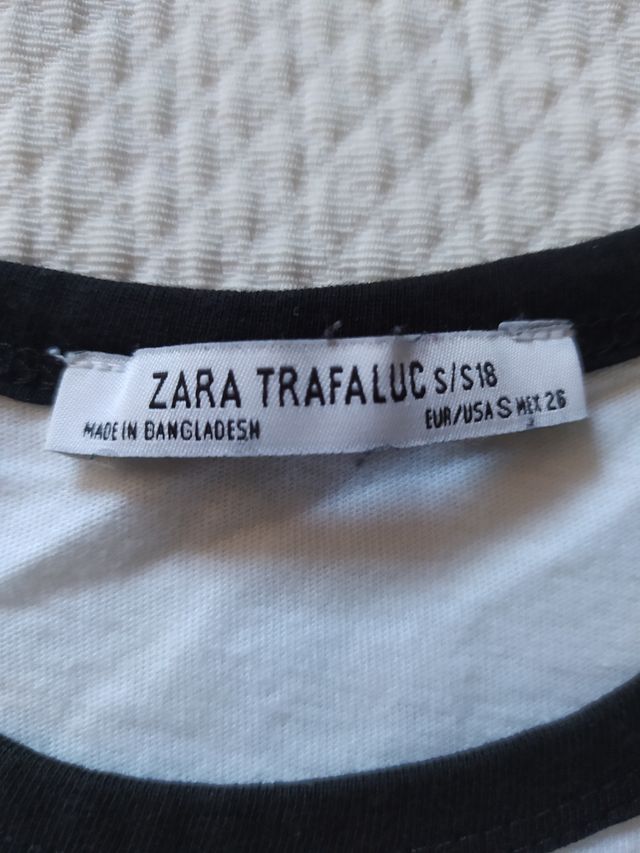 ZARA TRAFALUC S/S18
MADE IN BANGLADESH EUR/USA S MEX 26